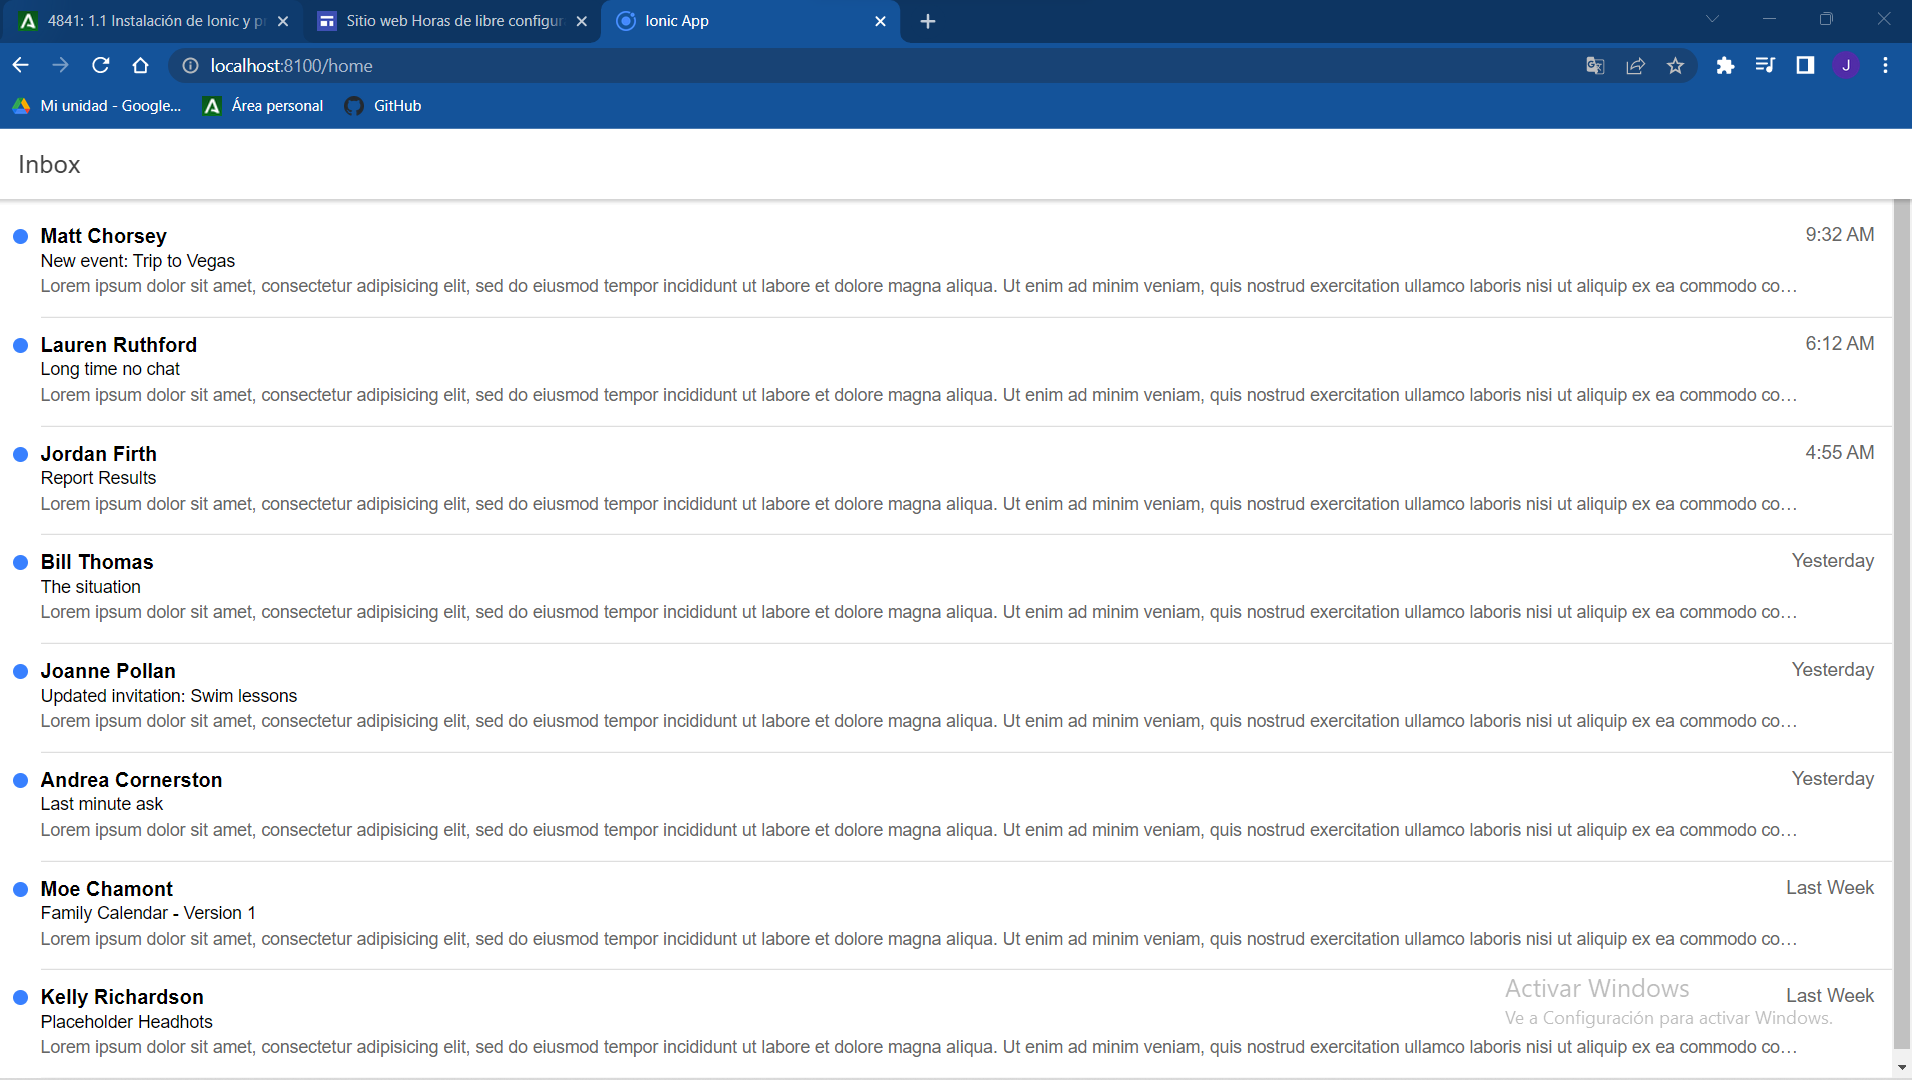 4841: 1.1 Instalación de Ionic y pr
Sitio web Horas de libre configur
Ionic App
localhost:8100/home
J
Mi unidad - Google...
Área personal
GitHub
Inbox
Matt Chorsey
9:32 AM
New event: Trip to Vegas
Lorem ipsum dolor sit amet, consectetur adipisicing elit, sed do eiusmod tempor incididunt ut labore et dolore magna aliqua. Ut enim ad minim veniam, quis nostrud exercitation ullamco laboris nisi ut aliquip ex ea commodo co…
Lauren Ruthford
6:12 AM
Long time no chat
Lorem ipsum dolor sit amet, consectetur adipisicing elit, sed do eiusmod tempor incididunt ut labore et dolore magna aliqua. Ut enim ad minim veniam, quis nostrud exercitation ullamco laboris nisi ut aliquip ex ea commodo co…
Jordan Firth
4:55 AM
Report Results
Lorem ipsum dolor sit amet, consectetur adipisicing elit, sed do eiusmod tempor incididunt ut labore et dolore magna aliqua. Ut enim ad minim veniam, quis nostrud exercitation ullamco laboris nisi ut aliquip ex ea commodo co…
Bill Thomas
Yesterday
The situation
Lorem ipsum dolor sit amet, consectetur adipisicing elit, sed do eiusmod tempor incididunt ut labore et dolore magna aliqua. Ut enim ad minim veniam, quis nostrud exercitation ullamco laboris nisi ut aliquip ex ea commodo co…
Joanne Pollan
Yesterday
Updated invitation: Swim lessons
Lorem ipsum dolor sit amet, consectetur adipisicing elit, sed do eiusmod tempor incididunt ut labore et dolore magna aliqua. Ut enim ad minim veniam, quis nostrud exercitation ullamco laboris nisi ut aliquip ex ea commodo co…
Andrea Cornerston
Yesterday
Last minute ask
Lorem ipsum dolor sit amet, consectetur adipisicing elit, sed do eiusmod tempor incididunt ut labore et dolore magna aliqua. Ut enim ad minim veniam, quis nostrud exercitation ullamco laboris nisi ut aliquip ex ea commodo co…
Moe Chamont
Last Week
Family Calendar - Version 1
Lorem ipsum dolor sit amet, consectetur adipisicing elit, sed do eiusmod tempor incididunt ut labore et dolore magna aliqua. Ut enim ad minim veniam, quis nostrud exercitation ullamco laboris nisi ut aliquip ex ea commodo co…
Kelly Richardson
Last Week
Placeholder Headhots
Lorem ipsum dolor sit amet, consectetur adipisicing elit, sed do eiusmod tempor incididunt ut labore et dolore magna aliqua. Ut enim ad minim veniam, quis nostrud exercitation ullamco laboris nisi ut aliquip ex ea commodo co…
Activar Windows
Ve a Configuración para activar Windows.